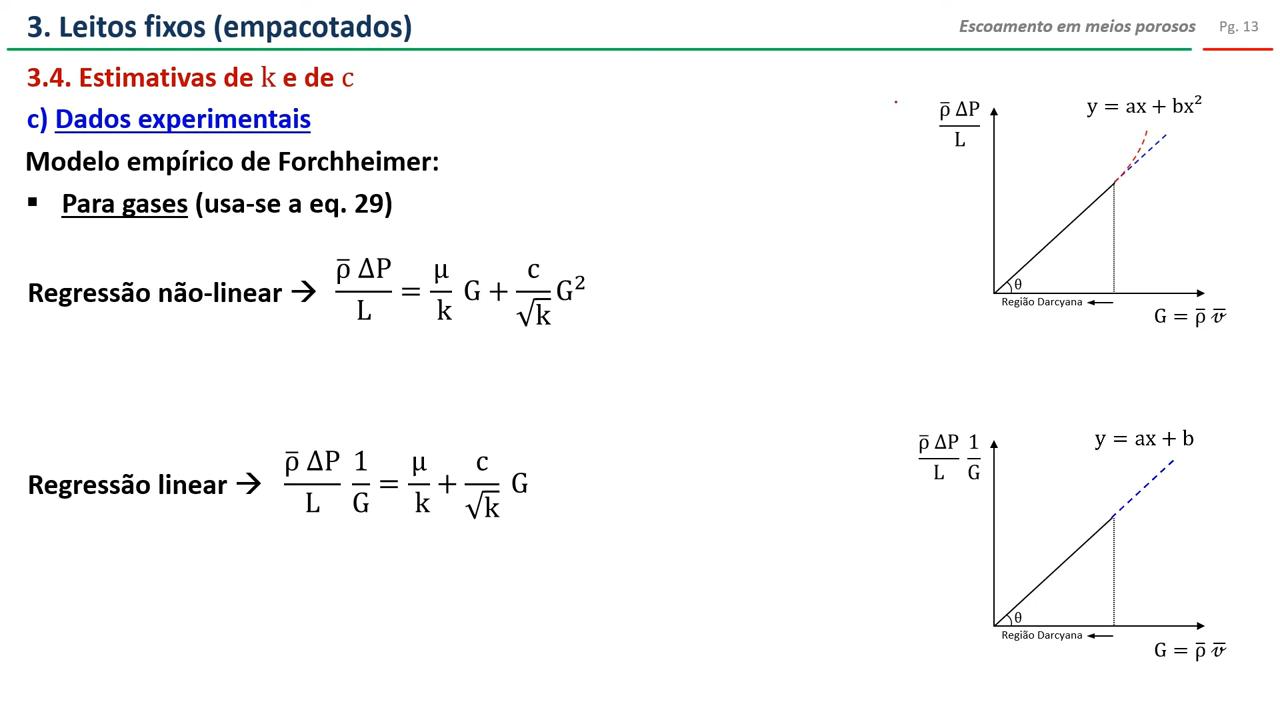 3. Leitos fixos (empacotados)
Escoamento em meios porosos
Pg. 13
3.4. Estimativas de k e de c
c) Dados experimentais
Modelo empírico de Forchheimer:
▪ Para gases (usa-se a eq. 29)
Regressão não-linear → ρ̄ ΔP / L = μ / k G + c / √k G²
ρ̄ ΔP / L
y = ax + bx²
θ
Região Darcyana ←
G = ρ̄ v̄
Regressão linear → ρ̄ ΔP / L 1 / G = μ / k + c / √k G
ρ̄ ΔP / L 1 / G
y = ax + b
θ
Região Darcyana ←
G = ρ̄ v̄